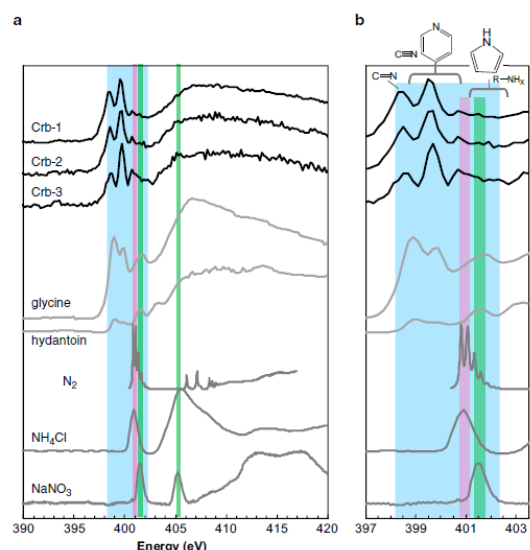 a
b
N
C≡N
C=N
H
N
R—NHx
Crb-1
Crb-2
Crb-3
glycine
hydantoin
N2
NH4Cl
NaNO3
390 395 400 405 410 415 420
Energy (eV)
397 399 401 403